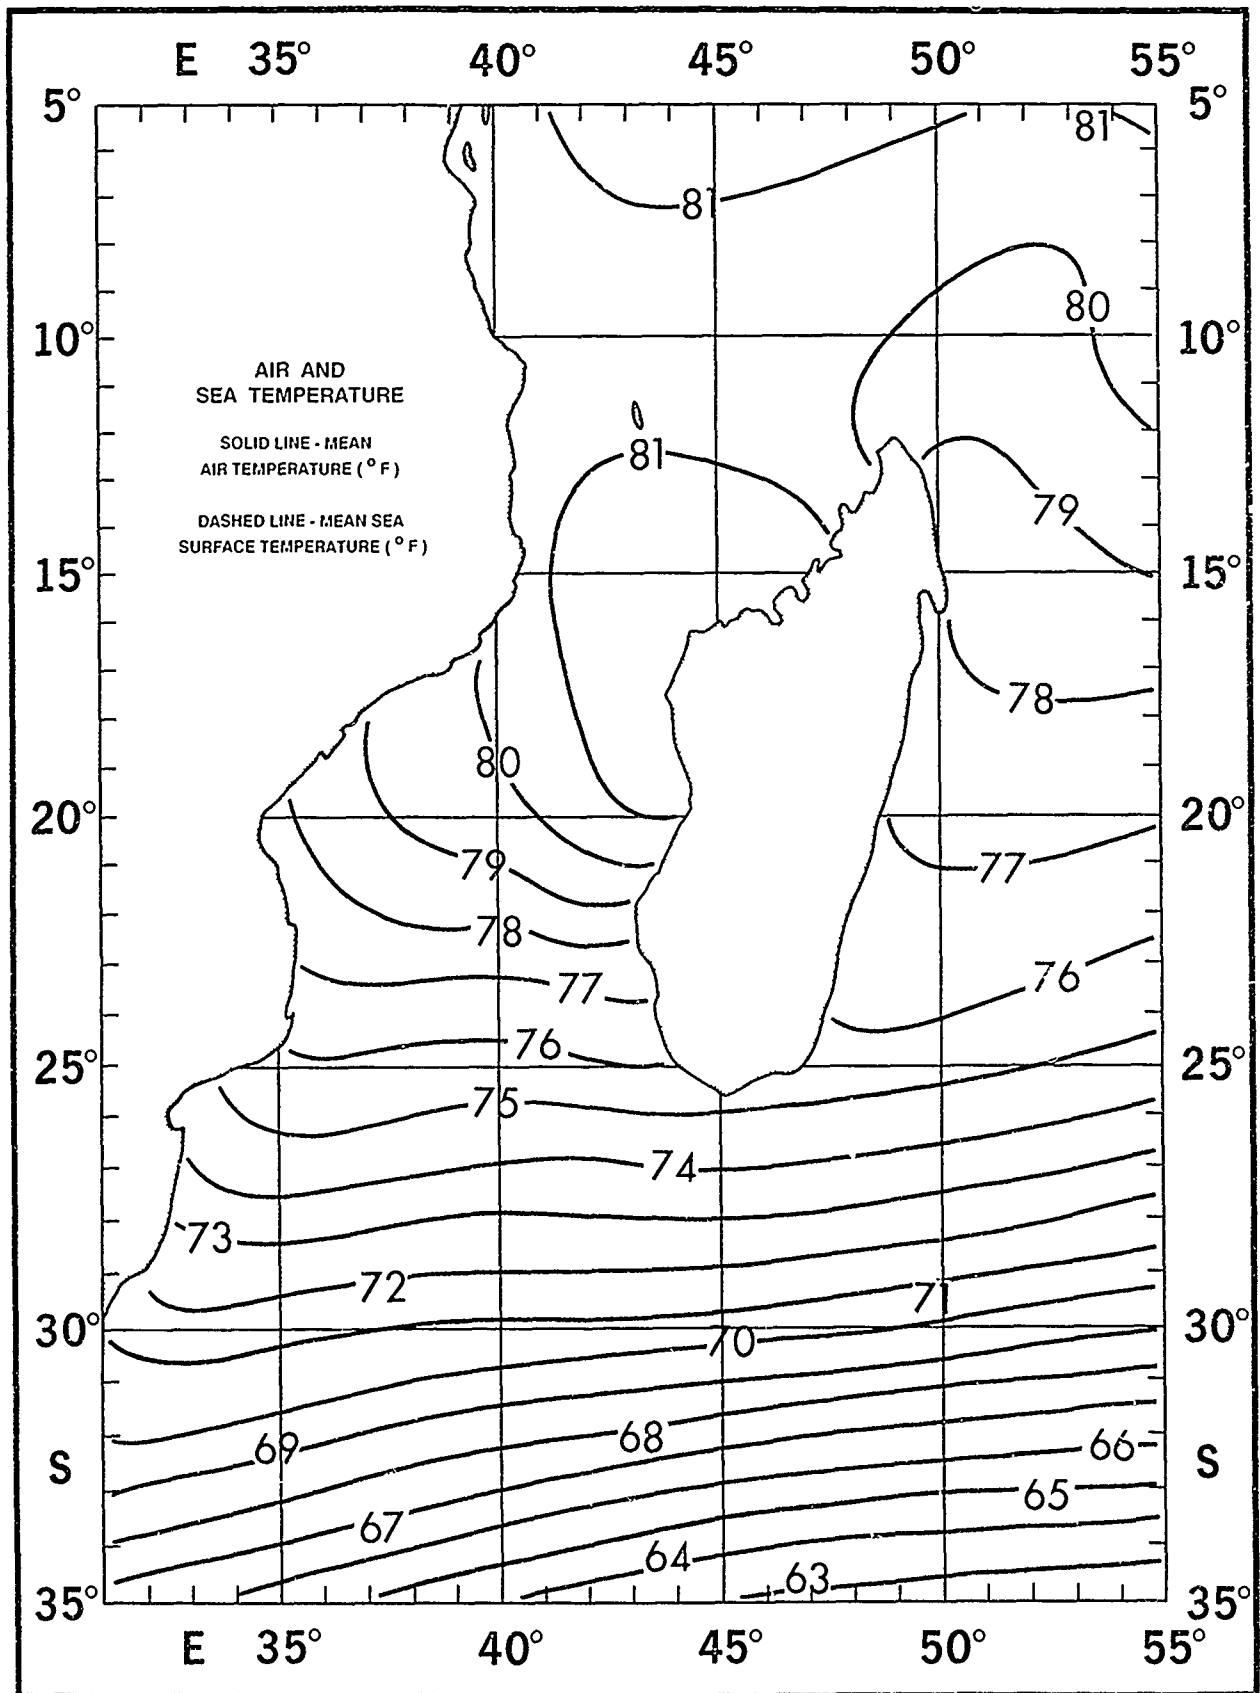 E 35° 40° 45° 50° 55°
5° 5°
81
81
80
10° 10°
AIR AND
SEA TEMPERATURE
SOLID LINE - MEAN
AIR TEMPERATURE (°F)
81
79
DASHED LINE - MEAN SEA
SURFACE TEMPERATURE (°F)
15° 15°
78
80
20° 20°
79 77
78
77 76
76
25° 25°
75
74
73
72 71
30° 70 30°
69 68 66
S S
65
67
64
63
35° 35°
E 35° 40° 45° 50° 55°